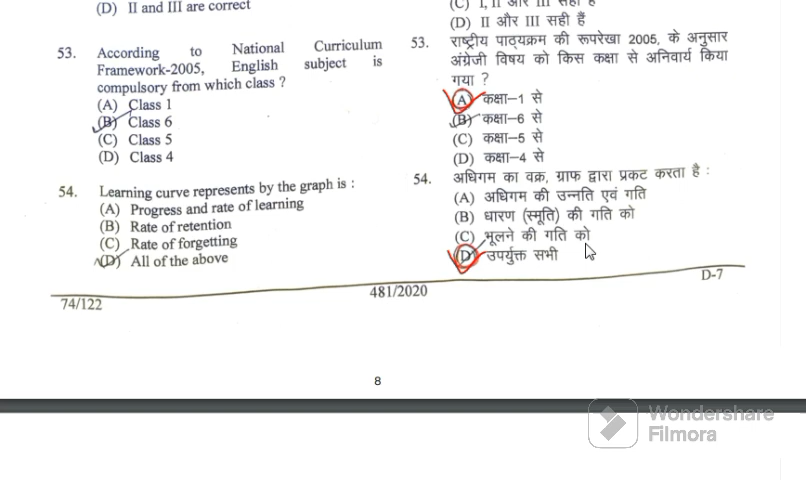 (D) II and III are correct
53. According to National Curriculum
Framework-2005, English subject is
compulsory from which class ?
(A) Class 1
(B) Class 6
(C) Class 5
(D) Class 4
54. Learning curve represents by the graph is :
(A) Progress and rate of learning
(B) Rate of retention
(C) Rate of forgetting
(D) All of the above
(D) II और III सही हैं
53. राष्ट्रीय पाठ्यक्रम की रूपरेखा 2005, के अनुसार
अंग्रेजी विषय को किस कक्षा से अनिवार्य किया
गया ?
(A) कक्षा–1 से
(B) कक्षा–6 से
(C) कक्षा–5 से
(D) कक्षा–4 से
54. अधिगम का वक्र, ग्राफ द्वारा प्रकट करता है :
(A) अधिगम की उन्नति एवं गति
(B) धारण (स्मृति) की गति को
(C) भूलने की गति को
(D) उपर्युक्त सभी
74/122 481/2020 D-7
8
Wondershare
Filmora